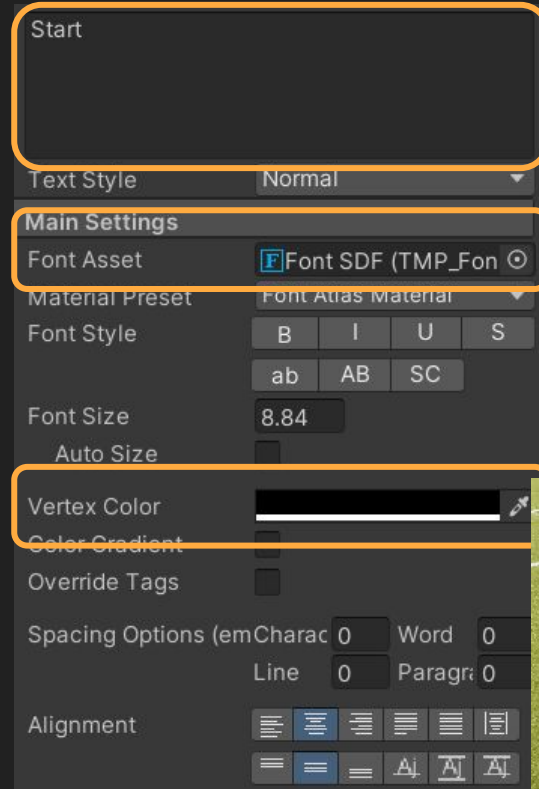 Start
Text Style Normal
Main Settings
Font Asset F Font SDF (TMP_Fon
Material Preset Font Atlas Material
Font Style B I U S
ab AB SC
Font Size 8.84
Auto Size
Vertex Color
Color Gradient
Override Tags
Spacing Options (em Charac 0 Word 0
Line 0 Paragra 0
Alignment